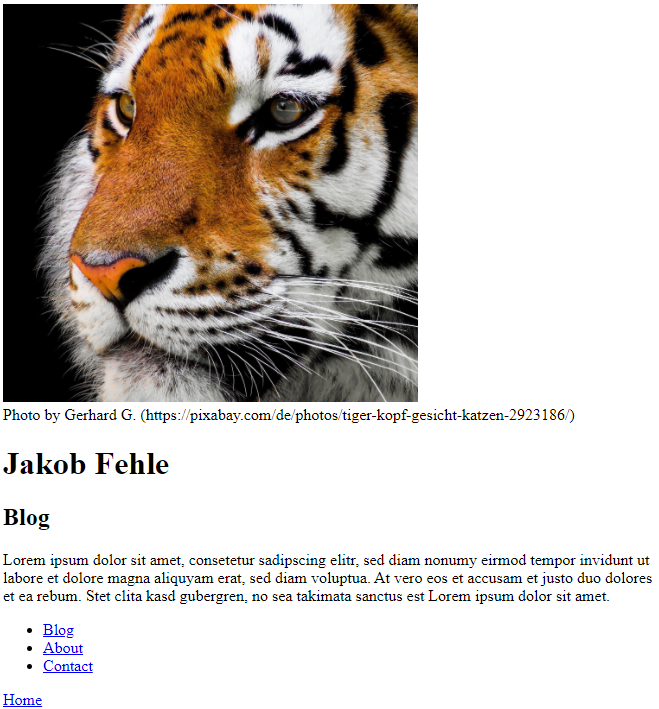 Photo by Gerhard G. (https://pixabay.com/de/photos/tiger-kopf-gesicht-katzen-2923186/)
Jakob Fehle
Blog
Lorem ipsum dolor sit amet, consetetur sadipscing elitr, sed diam nonumy eirmod tempor invidunt ut
labore et dolore magna aliquyam erat, sed diam voluptua. At vero eos et accusam et justo duo dolores
et ea rebum. Stet clita kasd gubergren, no sea takimata sanctus est Lorem ipsum dolor sit amet.
Blog
About
Contact
Home